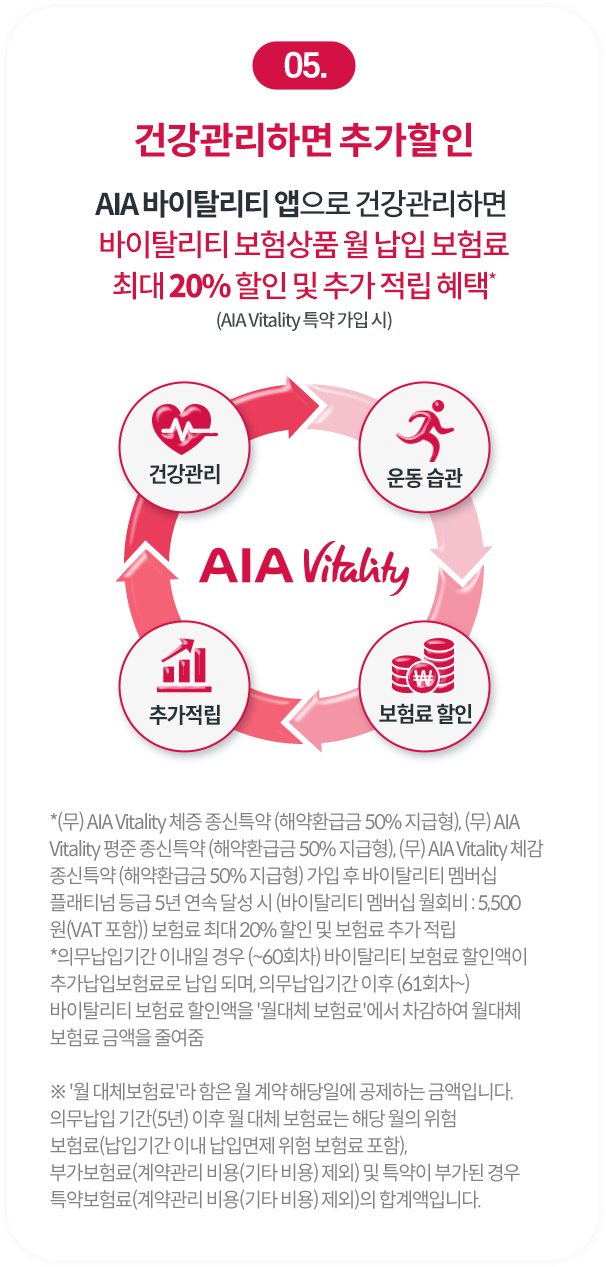 05.
건강관리하면 추가할인
AIA 바이탈리티 앱으로 건강관리하면
바이탈리티 보험상품 월 납입 보험료
최대 20% 할인 및 추가 적립 혜택*
(AIA Vitality 특약 가입 시)
건강관리
운동 습관
AIA Vitality
추가적립
보험료 할인
*(무) AIA Vitality 체증 종신특약 (해약환급금 50% 지급형), (무) AIA
Vitality 평준 종신특약 (해약환급금 50% 지급형), (무) AIA Vitality 체감
종신특약 (해약환급금 50% 지급형) 가입 후 바이탈리티 멤버십
플래티넘 등급 5년 연속 달성 시 (바이탈리티 멤버십 월회비 : 5,500
원(VAT 포함)) 보험료 최대 20% 할인 및 보험료 추가 적립
*의무납입기간 이내일 경우 (~60회차) 바이탈리티 보험료 할인액이
추가납입보험료로 납입 되며, 의무납입기간 이후 (61회차~)
바이탈리티 보험료 할인액을 '월대체 보험료'에서 차감하여 월대체
보험료 금액을 줄여줌
※ '월 대체보험료'라 함은 월 계약 해당일에 공제하는 금액입니다.
의무납입 기간(5년) 이후 월 대체 보험료는 해당 월의 위험
보험료(납입기간 이내 납입면제 위험 보험료 포함),
부가보험료(계약관리 비용(기타 비용) 제외) 및 특약이 부가된 경우
특약보험료(계약관리 비용(기타 비용) 제외)의 합계액입니다.